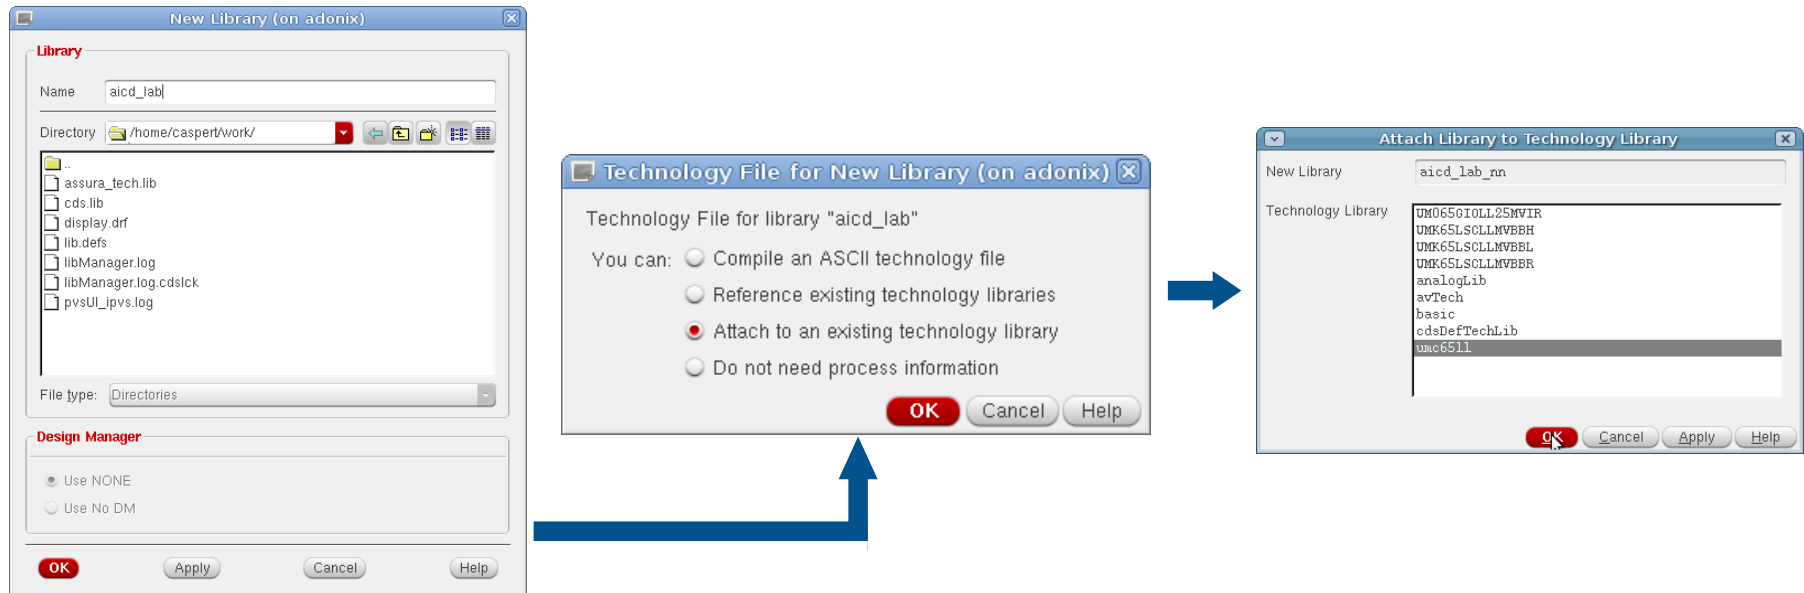 New Library (on adonix)
Library
Name aicd_lab
Directory /home/caspert/work/
..
assura_tech.lib
cds.lib
display.drf
lib.defs
libManager.log
libManager.log.cdslck
pvsUI_ipvs.log
File type: Directories
Design Manager
Use NONE
Use No DM
OK Apply Cancel Help
Technology File for New Library (on adonix)
Technology File for library "aicd_lab"
You can: Compile an ASCII technology file
Reference existing technology libraries
Attach to an existing technology library
Do not need process information
OK Cancel Help
Attach Library to Technology Library
New Library aicd_lab_nn
Technology Library UM065GIOLL25MVIR
UMK65LSCLLMVBBH
UMK65LSCLLMVBBL
UMK65LSCLLMVBBR
analogLib
avTech
basic
cdsDefTechLib
umc65ll
OK Cancel Apply Help